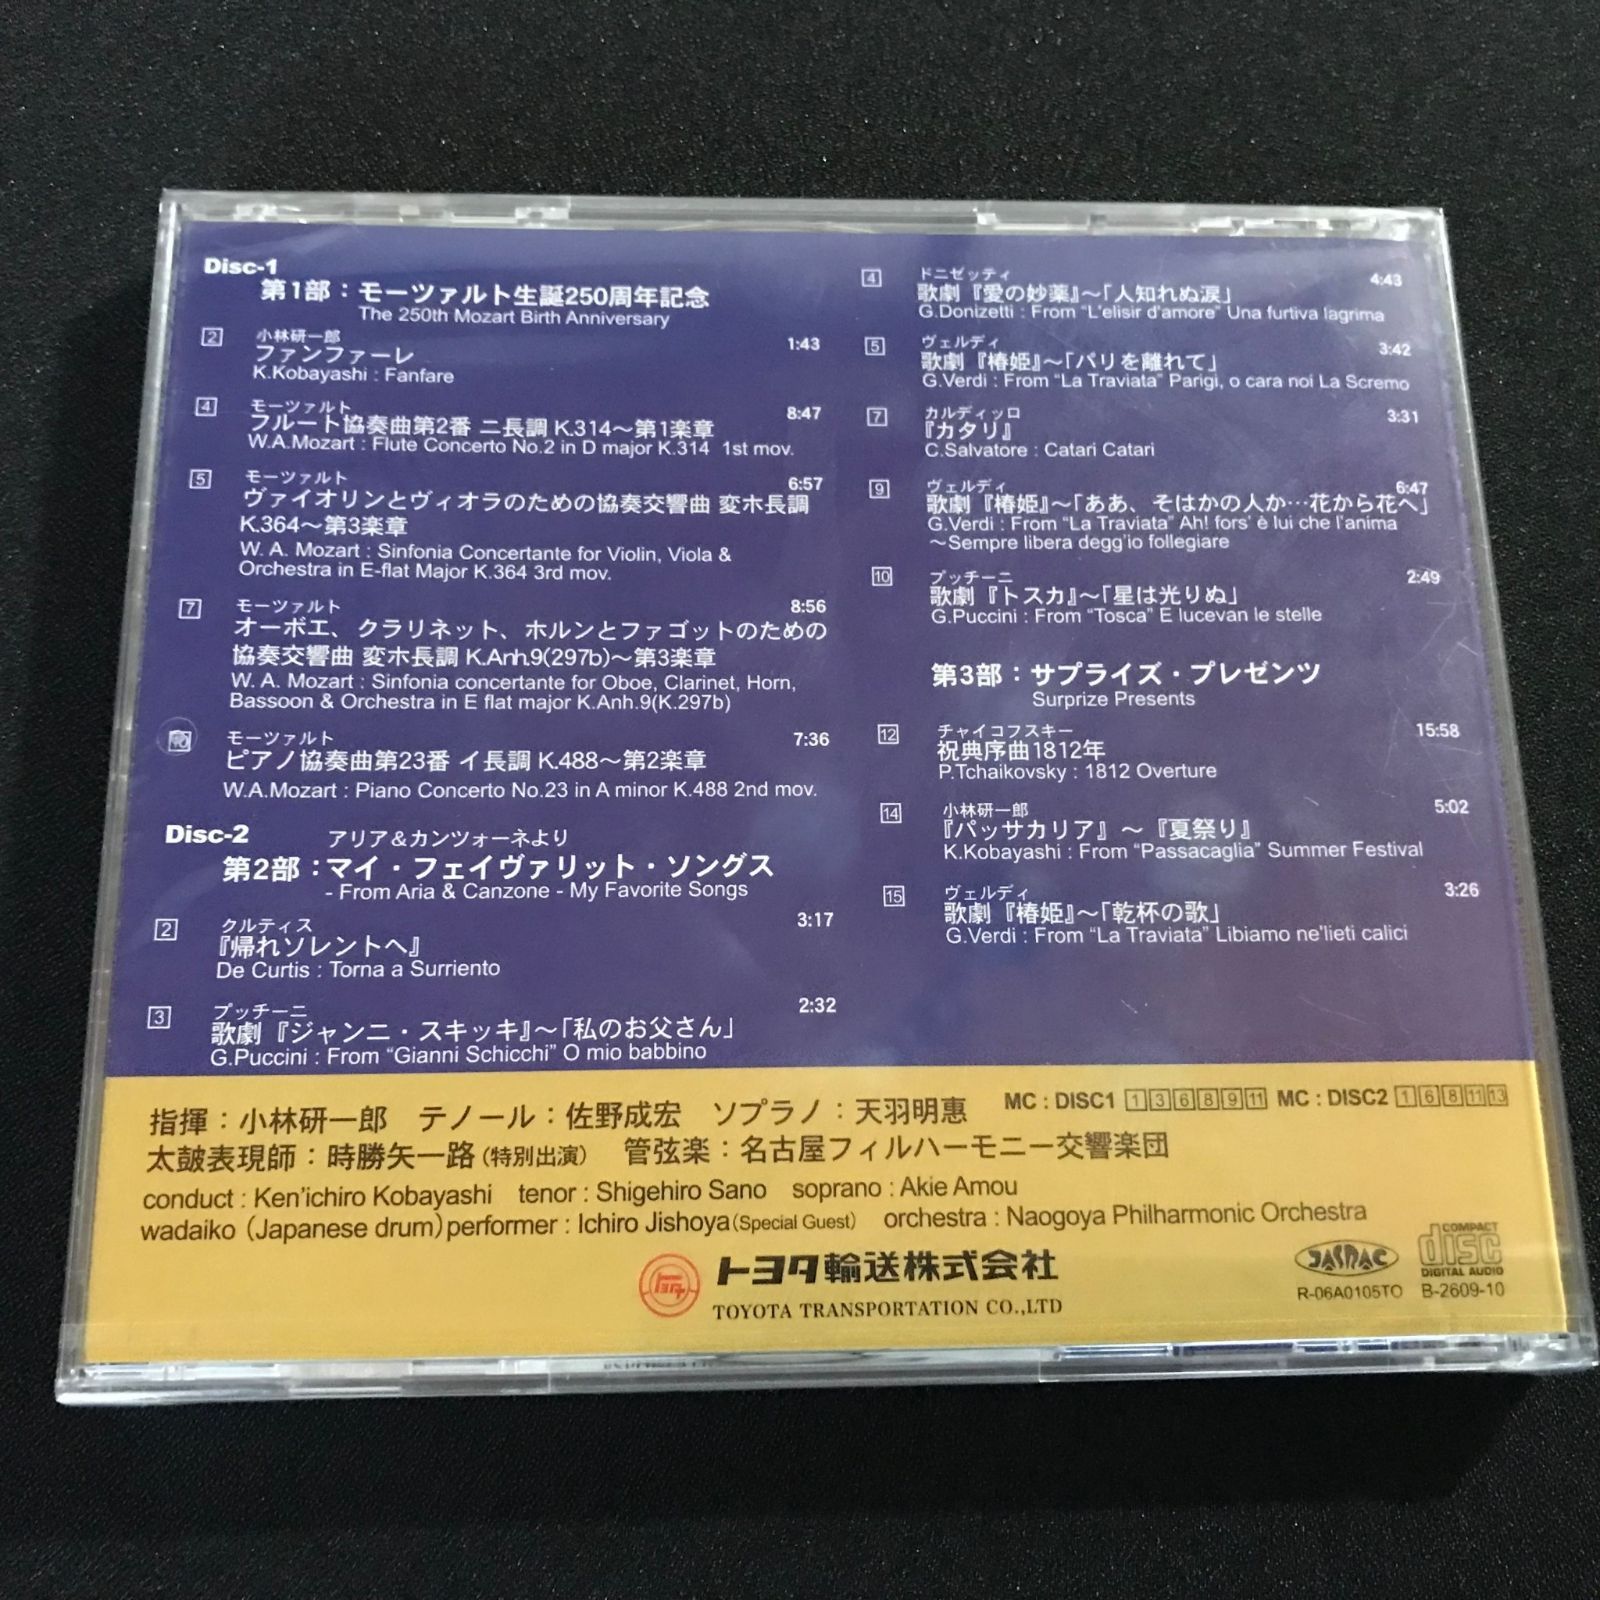 Disc-1
第1部：モーツァルト生誕250周年記念
The 250th Mozart Birth Anniversary
2 小林研一郎 1:43
ファンファーレ
K.Kobayashi : Fanfare
4 モーツァルト 8:47
フルート協奏曲第2番 ニ長調 K.314～第1楽章
W.A.Mozart : Flute Concerto No.2 in D major K.314 1st mov.
5 モーツァルト 6:57
ヴァイオリンとヴィオラのための協奏交響曲 変ホ長調
K.364～第3楽章
W. A. Mozart : Sinfonia Concertante for Violin, Viola &
Orchestra in E-flat Major K.364 3rd mov.
7 モーツァルト 8:56
オーボエ、クラリネット、ホルンとファゴットのための
協奏交響曲 変ホ長調 K.Anh.9(297b)～第3楽章
W. A. Mozart : Sinfonia concertante for Oboe, Clarinet, Horn,
Bassoon & Orchestra in E flat major K.Anh.9(K.297b)
10 モーツァルト 7:36
ピアノ協奏曲第23番 イ長調 K.488～第2楽章
W.A.Mozart : Piano Concerto No.23 in A minor K.488 2nd mov.
Disc-2 アリア＆カンツォーネより
第2部：マイ・フェイヴァリット・ソングス
- From Aria & Canzone - My Favorite Songs
2 クルティス 3:17
『帰れソレントへ』
De Curtis : Torna a Surriento
3 プッチーニ 2:32
歌劇『ジャンニ・スキッキ』～「私のお父さん」
G.Puccini : From “Gianni Schicchi” O mio babbino
4 ドニゼッティ 4:43
歌劇『愛の妙薬』～「人知れぬ涙」
G.Donizetti : From “L'elisir d'amore” Una furtiva lagrima
5 ヴェルディ 3:42
歌劇『椿姫』～「パリを離れて」
G.Verdi : From “La Traviata” Parigi, o cara noi La Scremo
7 カルディッロ 3:31
『カタリ』
C.Salvatore : Catari Catari
9 ヴェルディ 6:47
歌劇『椿姫』～「ああ、そはかの人か…花から花へ」
G.Verdi : From “La Traviata” Ah! fors' è lui che l'anima
～Sempre libera degg'io follegiare
10 プッチーニ 2:49
歌劇『トスカ』～「星は光りぬ」
G.Puccini : From “Tosca” E lucevan le stelle
第3部：サプライズ・プレゼンツ
Surprize Presents
12 チャイコフスキー 15:58
祝典序曲1812年
P.Tchaikovsky : 1812 Overture
14 小林研一郎 5:02
『パッサカリア』～『夏祭り』
K.Kobayashi : From “Passacaglia” Summer Festival
15 ヴェルディ 3:26
歌劇『椿姫』～「乾杯の歌」
G.Verdi : From “La Traviata” Libiamo ne'lieti calici
指揮：小林研一郎 テノール：佐野成宏 ソプラノ：天羽明惠 MC : DISC1 1 3 6 8 9 11 MC : DISC2 1 6 8 11 13
太鼓表現師：時勝矢一路（特別出演） 管弦楽：名古屋フィルハーモニー交響楽団
conduct : Ken'ichiro Kobayashi tenor : Shigehiro Sano soprano : Akie Amou
wadaiko (Japanese drum)performer : Ichiro Jishoya(Special Guest) orchestra : Naogoya Philharmonic Orchestra
トヨタ トヨタ輸送株式会社
TOYOTA TRANSPORTATION CO.,LTD
JASRAC
R-06A0105TO
COMPACT
disc
DIGITAL AUDIO
B-2609-10